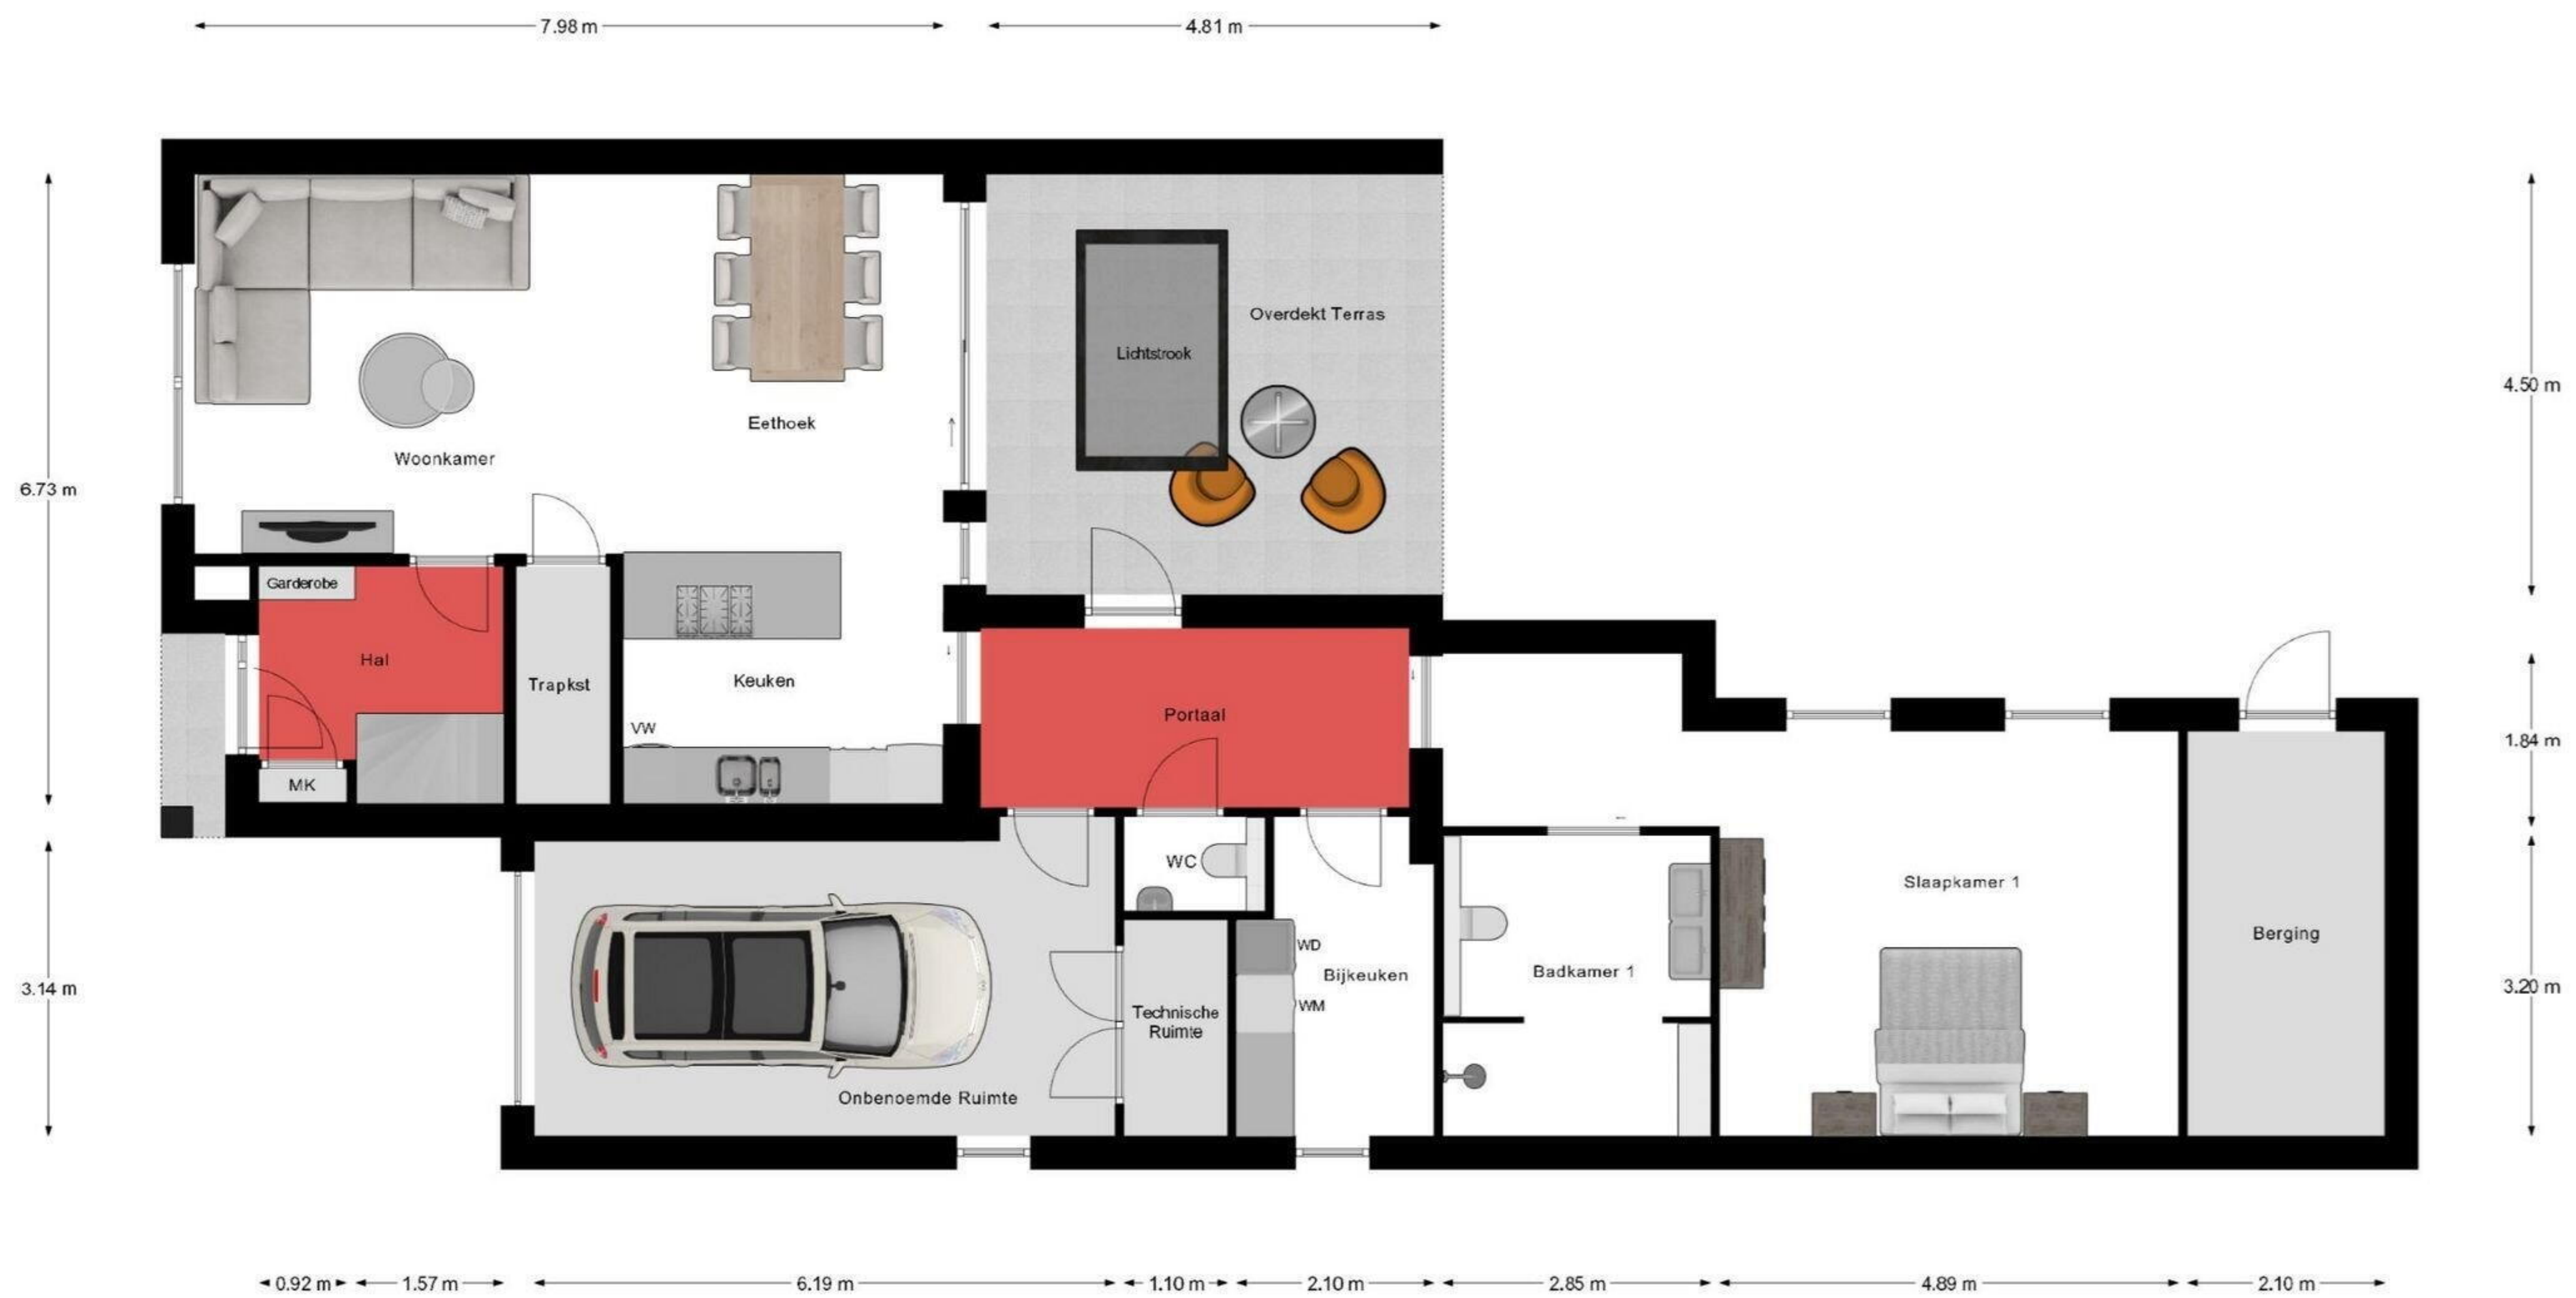 7.98 m
4.81 m
6.73 m
3.14 m
4.50 m
1.84 m
3.20 m
Woonkamer
Eethoek
Lichtstrook
Overdekt Terras
Garderobe
Hal
MK
Trapkst
Keuken
VW
Portaal
WC
WD
WM
Bijkeuken
Technische
Ruimte
Onbenoemde Ruimte
Badkamer 1
Slaapkamer 1
Berging
0.92 m
1.57 m
6.19 m
1.10 m
2.10 m
2.85 m
4.89 m
2.10 m